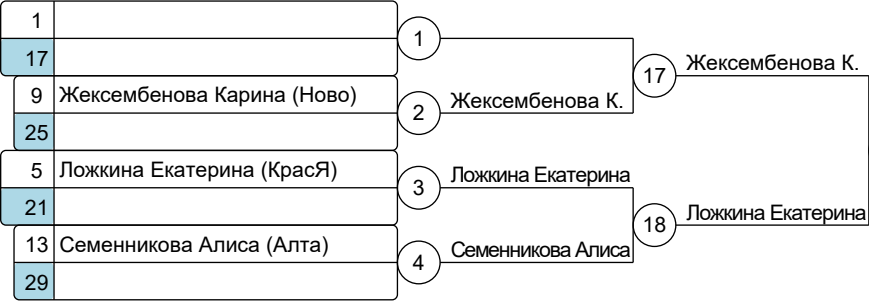 1
17
1
9 Жексембенова Карина (Ново)
25
2
Жексембенова К.
17
Жексембенова К.
5 Ложкина Екатерина (КрасЯ)
21
3
Ложкина Екатерина
13 Семенникова Алиса (Алта)
29
4
Семенникова Алиса
18
Ложкина Екатерина